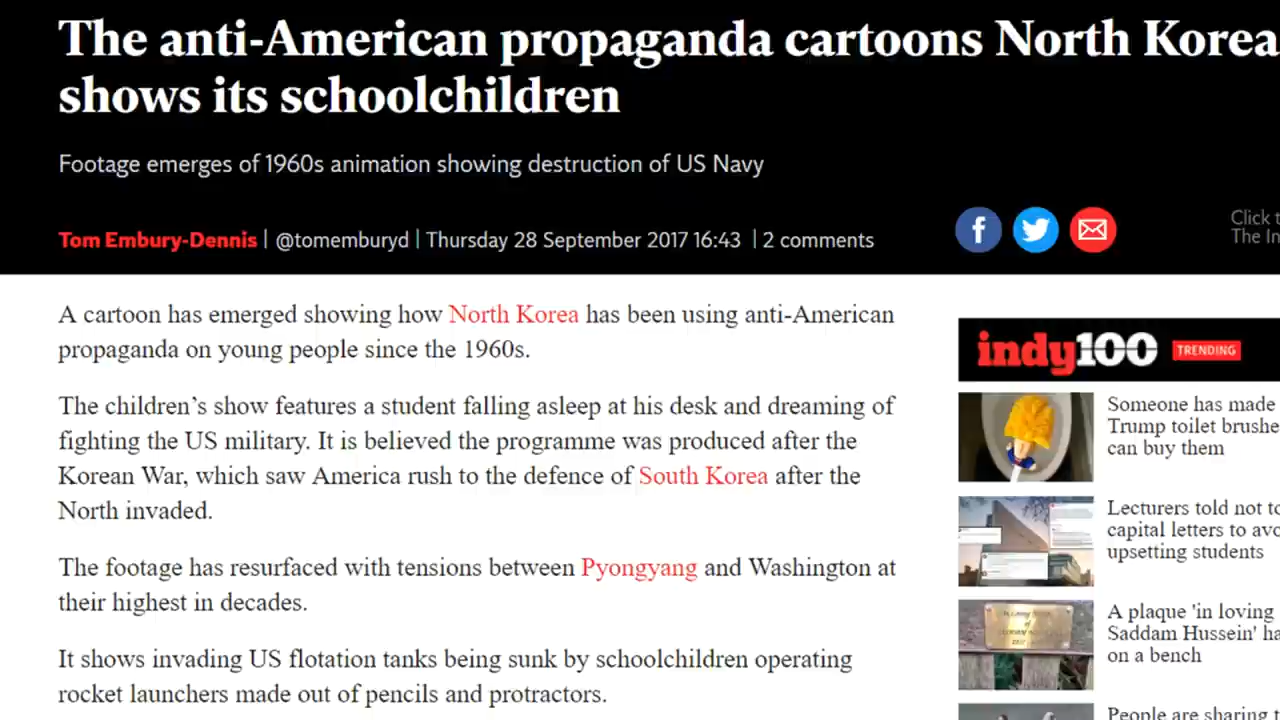 The anti-American propaganda cartoons North Korea
shows its schoolchildren
Footage emerges of 1960s animation showing destruction of US Navy
Tom Embury-Dennis | @tomemburyd | Thursday 28 September 2017 16:43 | 2 comments
Click t
The In
A cartoon has emerged showing how North Korea has been using anti-American
propaganda on young people since the 1960s.
The children's show features a student falling asleep at his desk and dreaming of
fighting the US military. It is believed the programme was produced after the
Korean War, which saw America rush to the defence of South Korea after the
North invaded.
The footage has resurfaced with tensions between Pyongyang and Washington at
their highest in decades.
It shows invading US flotation tanks being sunk by schoolchildren operating
rocket launchers made out of pencils and protractors.
indy100 TRENDING
Someone has made
Trump toilet brushe
can buy them
Lecturers told not to
capital letters to avo
upsetting students
A plaque 'in loving
Saddam Hussein' ha
on a bench
People are sharing t